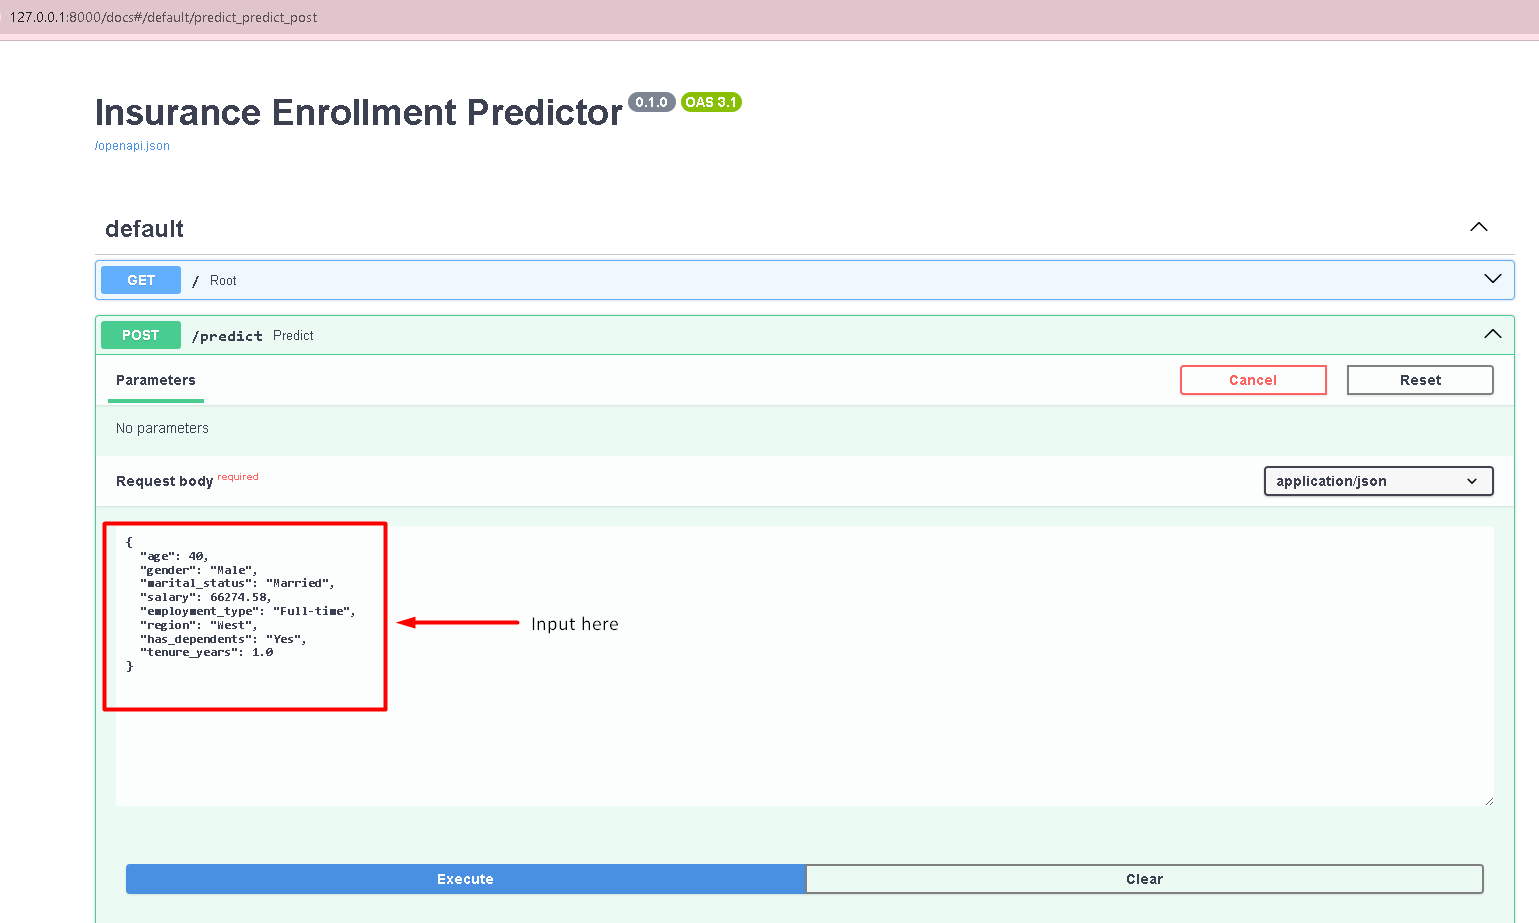 127.0.0.1:8000/docs#/default/predict_predict_post
Insurance Enrollment Predictor 0.1.0 OAS 3.1
/openapi.json
default
GET / Root
POST /predict Predict
Parameters
Cancel
Reset
No parameters
Request body required
application/json
{
  "age": 40,
  "gender": "Male",
  "marital_status": "Married",
  "salary": 66274.58,
  "employment_type": "Full-time",
  "region": "West",
  "has_dependents": "Yes",
  "tenure_years": 1.0
}
Input here
Execute
Clear